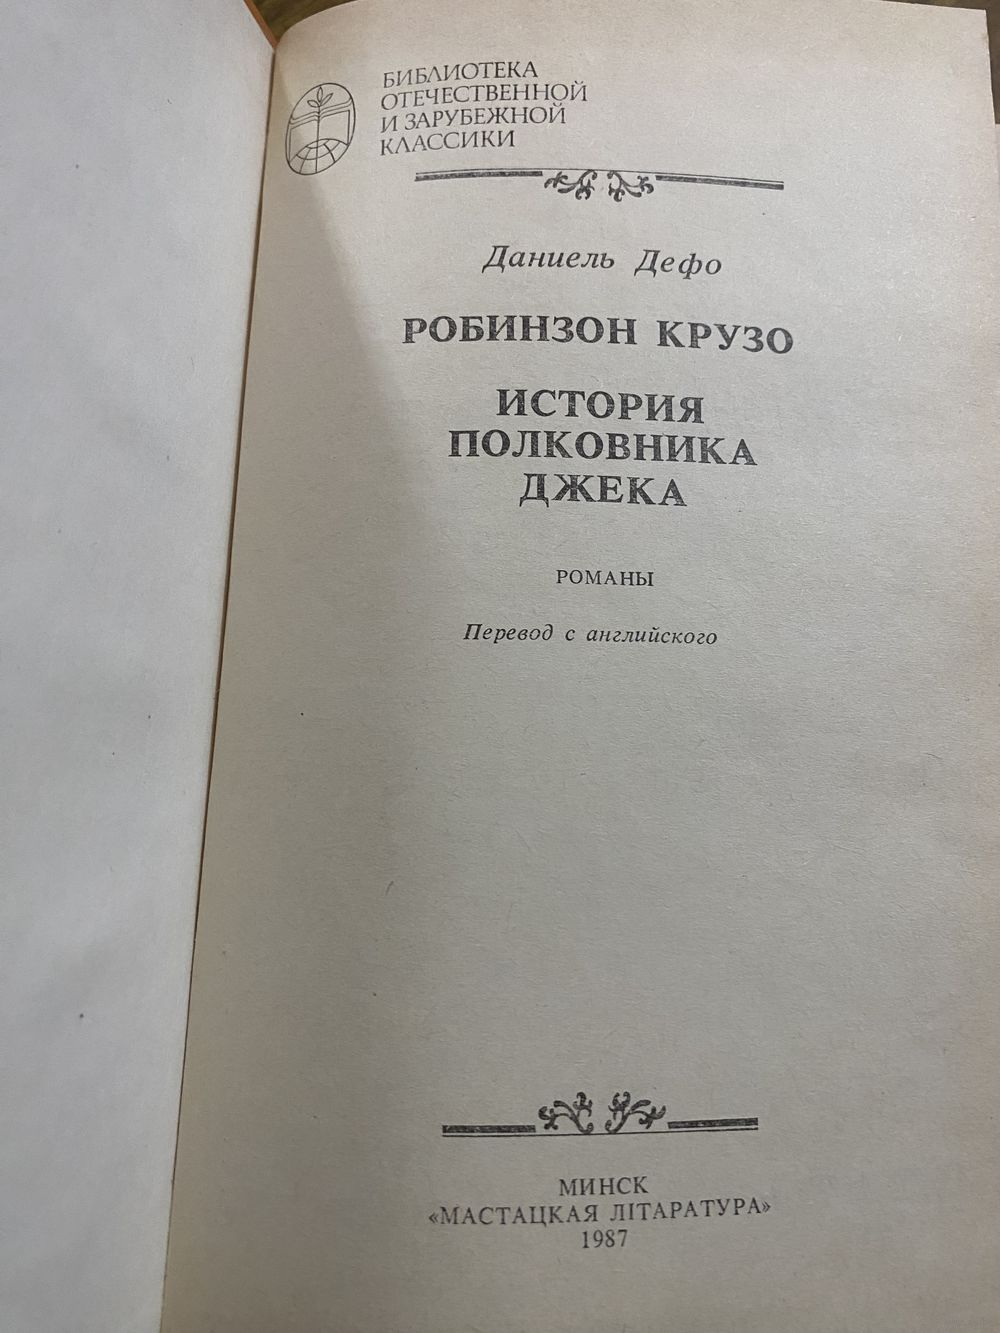 БИБЛИОТЕКА
ОТЕЧЕСТВЕННОЙ
И ЗАРУБЕЖНОЙ
КЛАССИКИ
Даниель Дефо
РОБИНЗОН КРУЗО
ИСТОРИЯ
ПОЛКОВНИКА
ДЖЕКА
РОМАНЫ
Перевод с английского
МИНСК
«МАСТАЦКАЯ ЛІТАРАТУРА»
1987